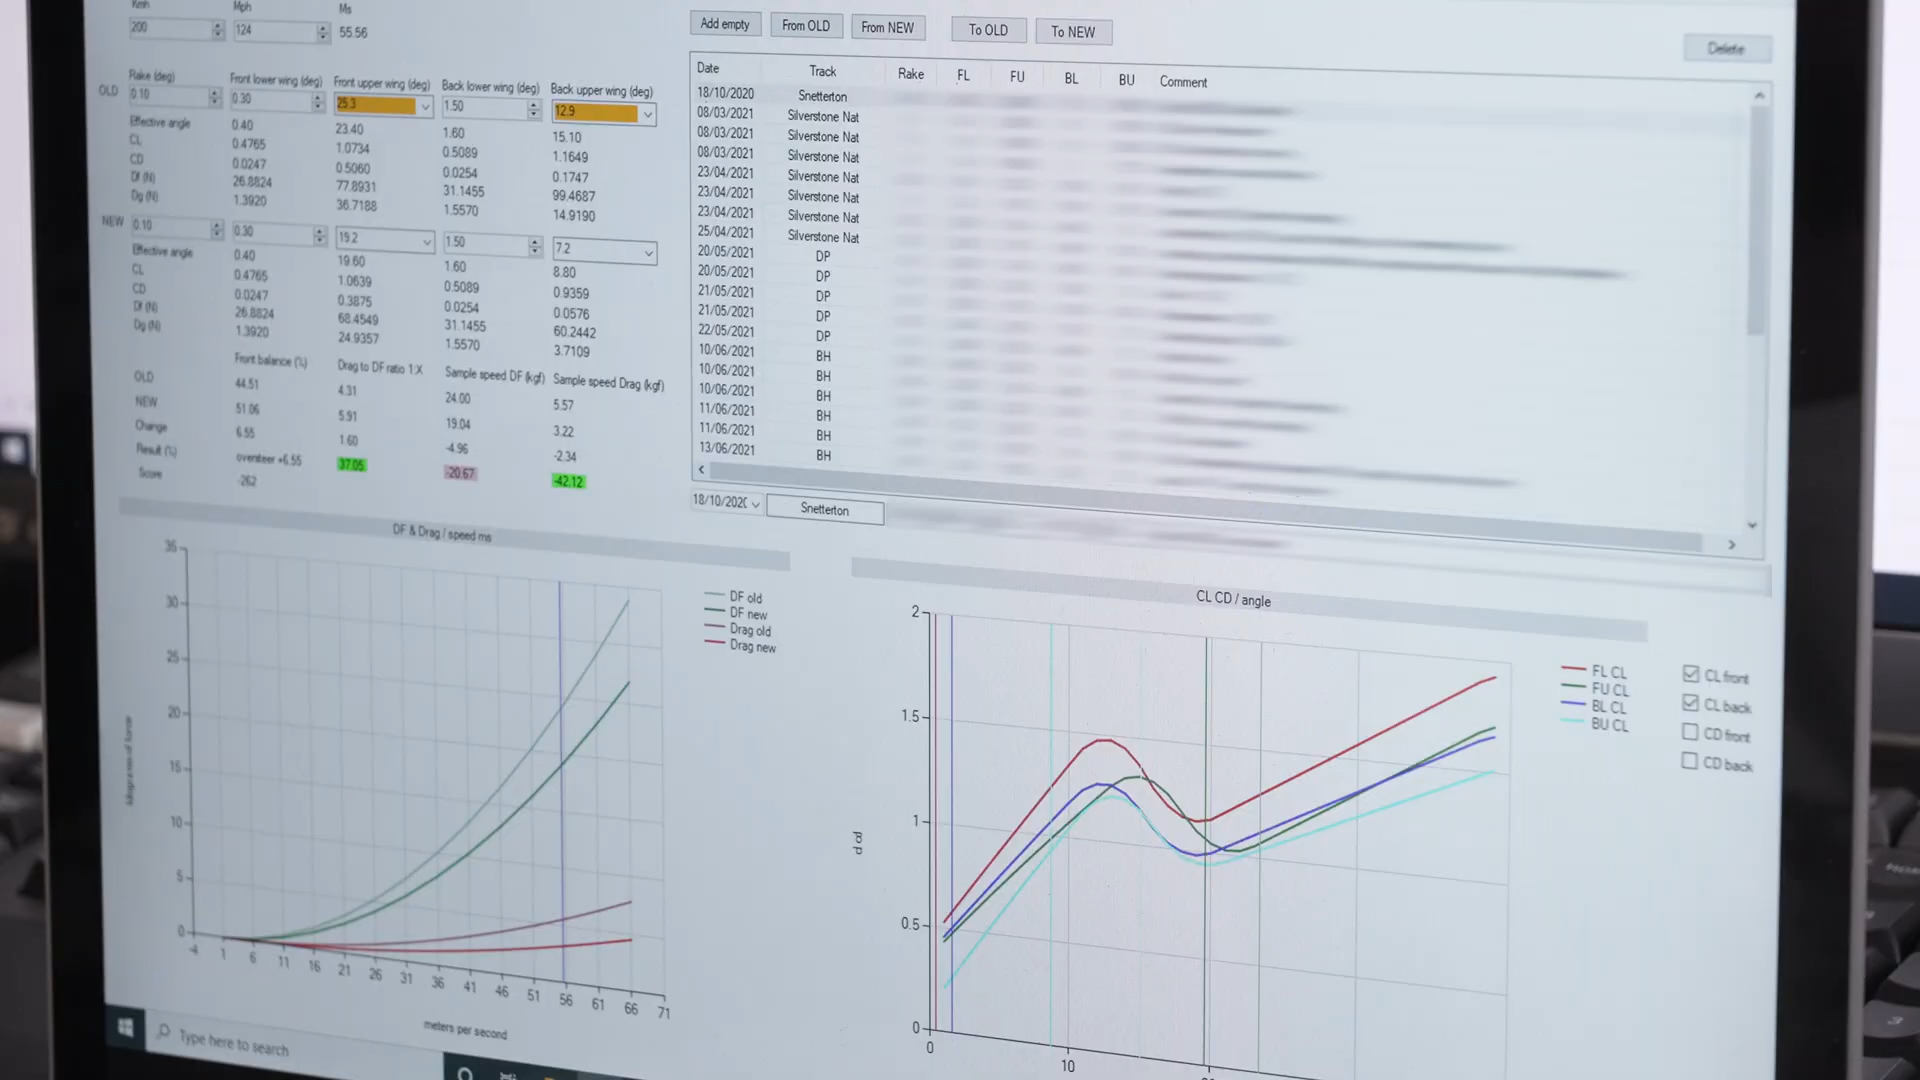 Kmh Mph Ms
200 124 55.56
Rake (deg) Front lower wing (deg) Front upper wing (deg) Back lower wing (deg) Back upper wing (deg)
OLD 0.10 0.30 25.3 1.50 12.9
Effective angle 0.40 23.40 1.60 15.10
CL 0.4765 1.0734 0.5089 1.1649
CD 0.0247 0.5060 0.0254 0.1747
Df (N) 26.8824 77.8931 31.1455 99.4687
Dg (N) 1.3920 36.7188 1.5570 14.9190
NEW 0.10 0.30 19.2 1.50 7.2
Effective angle 0.40 19.60 1.60 8.80
CL 0.4765 1.0639 0.5089 0.9359
CD 0.0247 0.3875 0.0254 0.0576
Df (N) 26.8824 68.4549 31.1455 60.2442
Dg (N) 1.3920 24.9357 1.5570 3.7109
Front balance (%) Drag to DF ratio 1:X Sample speed DF (kgf) Sample speed Drag (kgf)
OLD 44.51 4.31 24.00 5.57
NEW 51.06 5.91 19.04 3.22
Change 6.55 1.60 -4.96 -2.34
Result (%) oversteer +6.55 37.05 -20.67 -42.12
Score -262
Add empty From OLD From NEW To OLD To NEW Delete
Date Track Rake FL FU BL BU Comment
18/10/2020 Snetterton
08/03/2021 Silverstone Nat
08/03/2021 Silverstone Nat
08/03/2021 Silverstone Nat
23/04/2021 Silverstone Nat
23/04/2021 Silverstone Nat
23/04/2021 Silverstone Nat
25/04/2021 Silverstone Nat
20/05/2021 DP
20/05/2021 DP
21/05/2021 DP
21/05/2021 DP
22/05/2021 DP
10/06/2021 BH
10/06/2021 BH
10/06/2021 BH
11/06/2021 BH
11/06/2021 BH
13/06/2021 BH
18/10/202 Snetterton
DF & Drag / speed ms
35
30
25
20
15
10
5
0
-4 1 6 11 16 21 26 31 36 41 46 51 56 61 66 71
meters per second
DF old
DF new
Drag old
Drag new
CL CD / angle
2
1.5
1
0.5
0
0 10
FL CL
FU CL
BL CL
BU CL
CL front
CL back
CD front
CD back
Type here to search